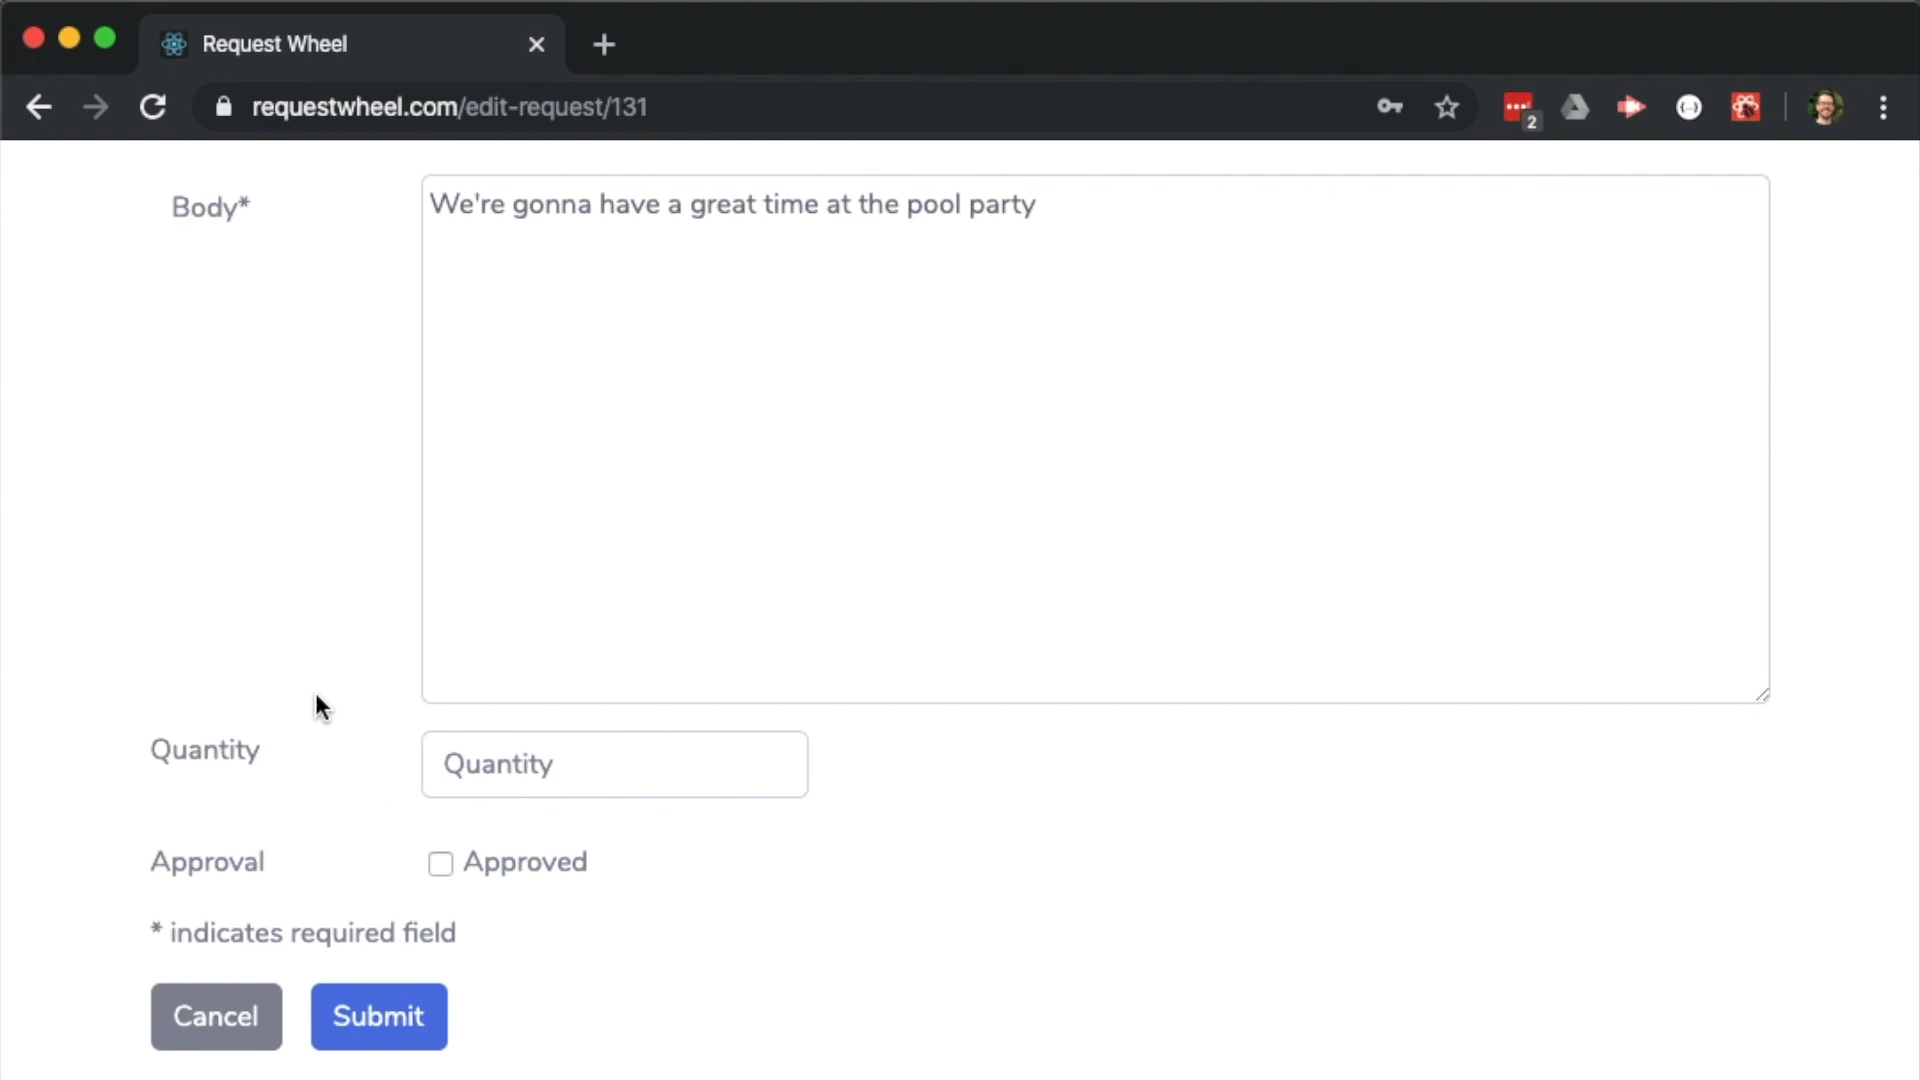 Request Wheel
requestwheel.com/edit-request/131
2
Body*
We're gonna have a great time at the pool party
Quantity
Quantity
Approval
Approved
* indicates required field
Cancel
Submit